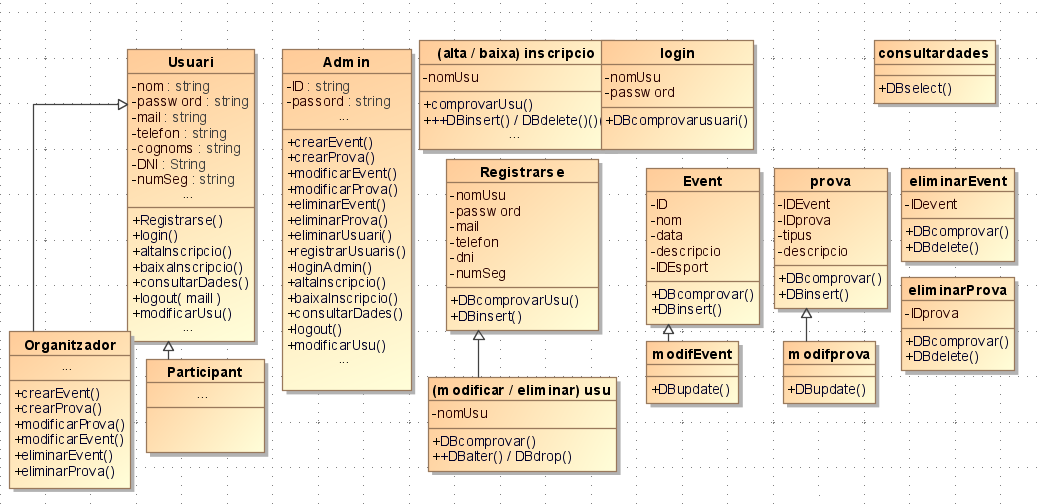 Usuari
-nom : string
-passw ord : string
-mail : string
-telefon : string
-cognoms : string
-DNI : String
-numSeg : string
...
+Registrarse()
+login()
+altaInscripcio()
+baixaInscripcio()
+consultarDades()
+logout( maill )
+modificarUsu()
...
Admin
-ID : string
-passord : string
...
+crearEvent()
+crearProva()
+modificarEvent()
+modificarProva()
+eliminarEvent()
+eliminarProva()
+eliminarUsuari()
+registrarUsuaris()
+loginAdmin()
+altaInscripcio()
+baixaInscripcio()
+consultarDades()
+logout()
+modificarUsu()
...
(alta / baixa) inscripcio
-nomUsu
+comprovarUsu()
+++DBinsert() / DBdelete()()(
...
login
-nomUsu
-passw ord
+DBcomprovarusuari()
consultardades
+DBselect()
Registrarse
-nomUsu
-passw ord
-mail
-telefon
-dni
-numSeg
+DBcomprovarUsu()
+DBinsert()
Event
-ID
-nom
-data
-descripcio
-IDEsport
+DBcomprovar()
+DBinsert()
prova
-IDEvent
-IDprova
-tipus
-descripcio
+DBcomprovar()
+DBinsert()
eliminarEvent
-IDevent
+DBcomprovar()
+DBdelete()
eliminarProva
-IDprova
+DBcomprovar()
+DBdelete()
Organitzador
...
+crearEvent()
+crearProva()
+modificarProva()
+modificarEvent()
+eliminarEvent()
+eliminarProva()
Participant
...
(modificar / eliminar) usu
-nomUsu
+DBcomprovar()
++DBalter() / DBdrop()
modifEvent
+DBupdate()
modifprova
+DBupdate()